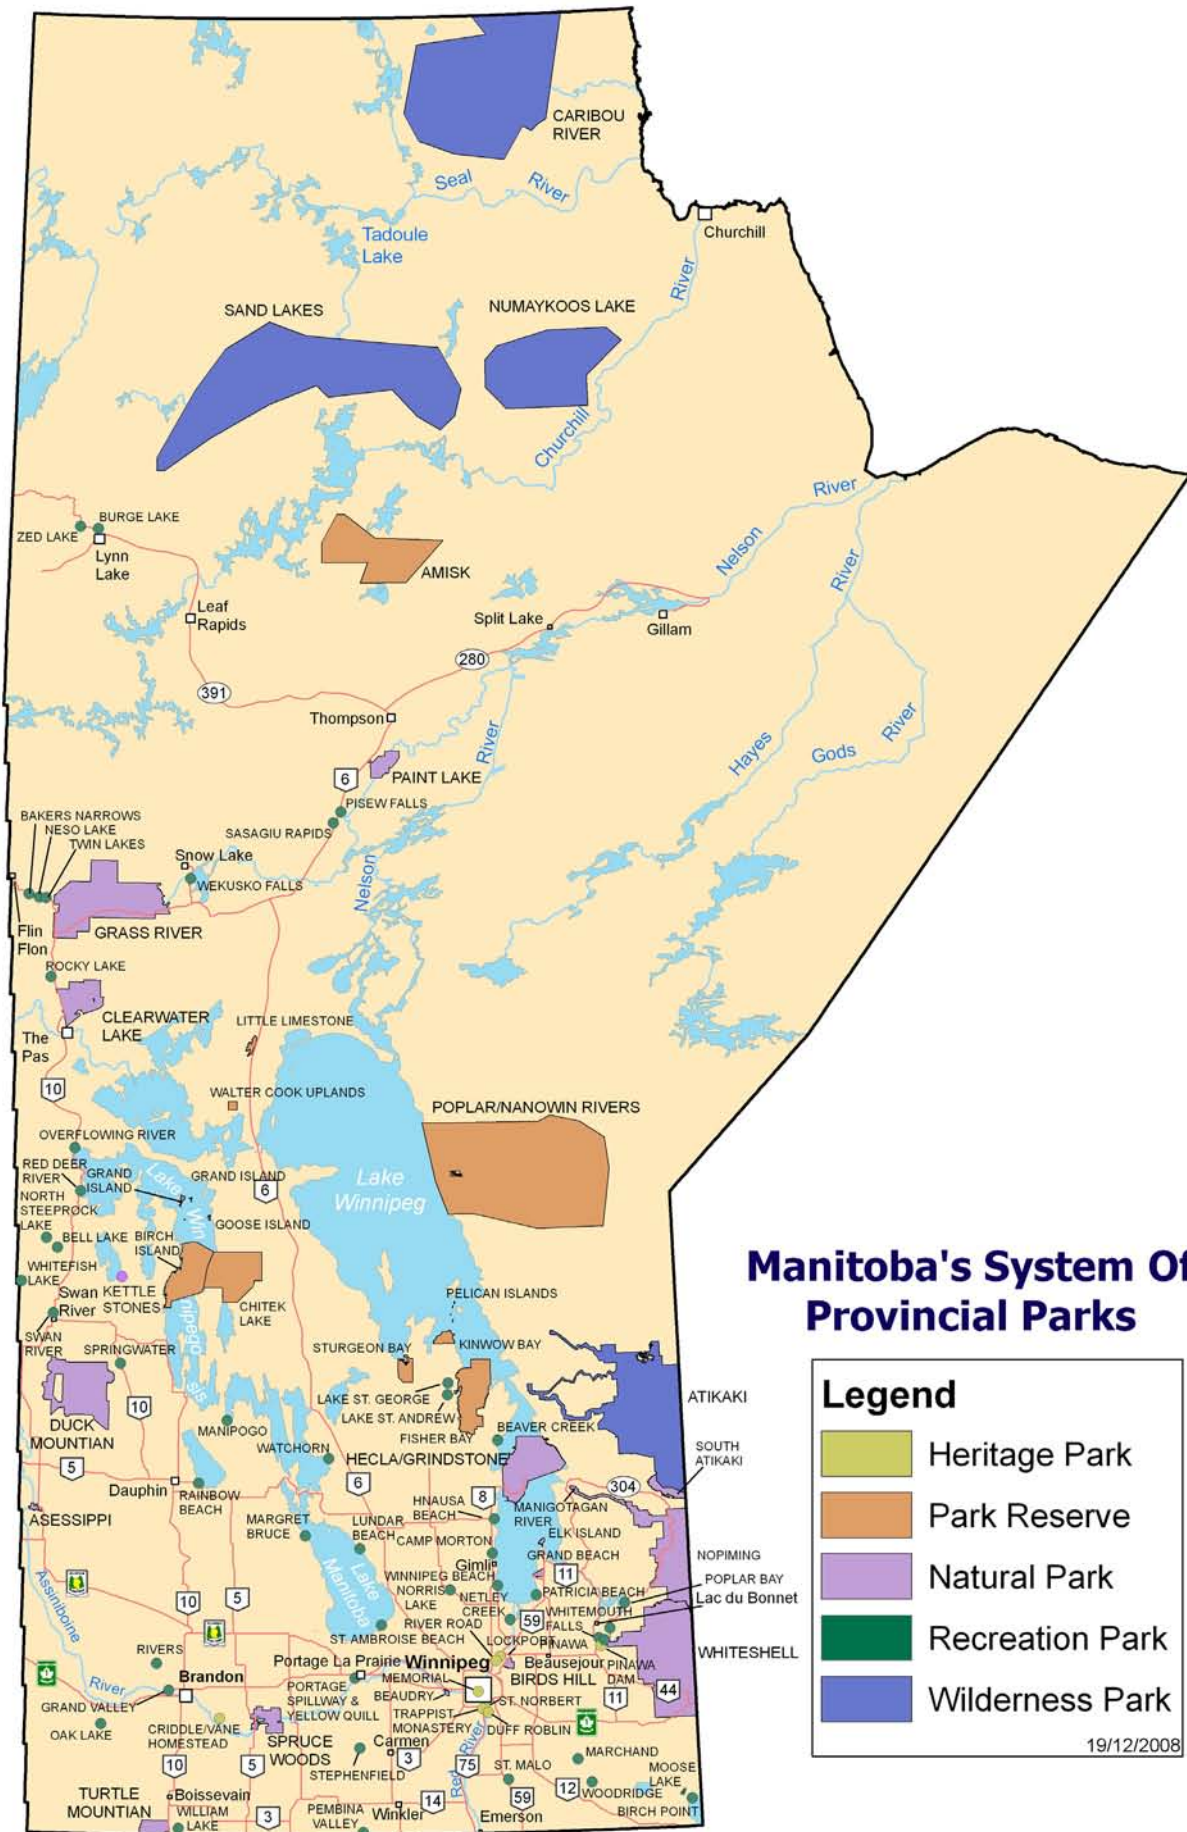 CARIBOU
RIVER
Seal
River
Tadoule
Lake
Churchill
River
SAND LAKES
NUMAYKOOS LAKE
Churchill
River
BURGE LAKE
ZED LAKE
Lynn
Lake
Nelson
River
AMISK
Leaf
Rapids
Split Lake
Gillam
280
391
Thompson
River
Hayes
Gods
River
6
PAINT LAKE
PISEW FALLS
BAKERS NARROWS
NESO LAKE
TWIN LAKES
SASAGIU RAPIDS
Snow Lake
WEKUSKO FALLS
Nelson
Flin
Flon
GRASS RIVER
ROCKY LAKE
CLEARWATER
LAKE
LITTLE LIMESTONE
The
Pas
10
WALTER COOK UPLANDS
POPLAR/NANOWIN RIVERS
OVERFLOWING RIVER
RED DEER
RIVER
GRAND
ISLAND
Lake
Win
nipego
sis
GRAND ISLAND
6
Lake
Winnipeg
NORTH
STEEPROCK
LAKE
GOOSE ISLAND
BELL LAKE
BIRCH
ISLAND
WHITEFISH
LAKE
Swan
River
KETTLE
STONES
CHITEK
LAKE
PELICAN ISLANDS
Manitoba's System Of
Provincial Parks
SWAN
RIVER
SPRINGWATER
STURGEON BAY
KINWOW BAY
LAKE ST. GEORGE
LAKE ST. ANDREW
ATIKAKI
10
DUCK
MOUNTIAN
MANIPOGO
FISHER BAY
BEAVER CREEK
SOUTH
ATIKAKI
5
WATCHORN
HECLA/GRINDSTONE
6
Dauphin
RAINBOW
BEACH
8
304
HNAUSA
BEACH
MANIGOTAGAN
RIVER
ASESSIPPI
MARGRET
BRUCE
LUNDAR
BEACH
CAMP MORTON
ELK ISLAND
Gimli
GRAND BEACH
NOPIMING
11
Assiniboine
River
Lake
Manitoba
WINNIPEG BEACH
NORRIS
LAKE
NETLEY
CREEK
PATRICIA BEACH
POPLAR BAY
Lac du Bonnet
10
5
59
WHITEMOUTH
FALLS
RIVER ROAD
ST. AMBROISE BEACH
LOCKPORT
PINAWA
WHITESHELL
RIVERS
Portage La Prairie
Winnipeg
Beausejour
PINAWA
DAM
Brandon
MEMORIAL
BIRDS HILL
GRAND VALLEY
PORTAGE
SPILLWAY &
YELLOW QUILL
BEAUDRY
ST. NORBERT
11
44
OAK LAKE
CRIDDLE/VANE
HOMESTEAD
TRAPPIST
MONASTERY
DUFF ROBLIN
SPRUCE
WOODS
Carmen
Red River
10
5
STEPHENFIELD
3
75
ST. MALO
MARCHAND
MOOSE
LAKE
TURTLE
MOUNTIAN
Boissevain
12
WOODRIDGE
14
59
BIRCH POINT
WILLIAM
LAKE
3
PEMBINA
VALLEY
Winkler
Emerson
Legend
Heritage Park
Park Reserve
Natural Park
Recreation Park
Wilderness Park
19/12/2008